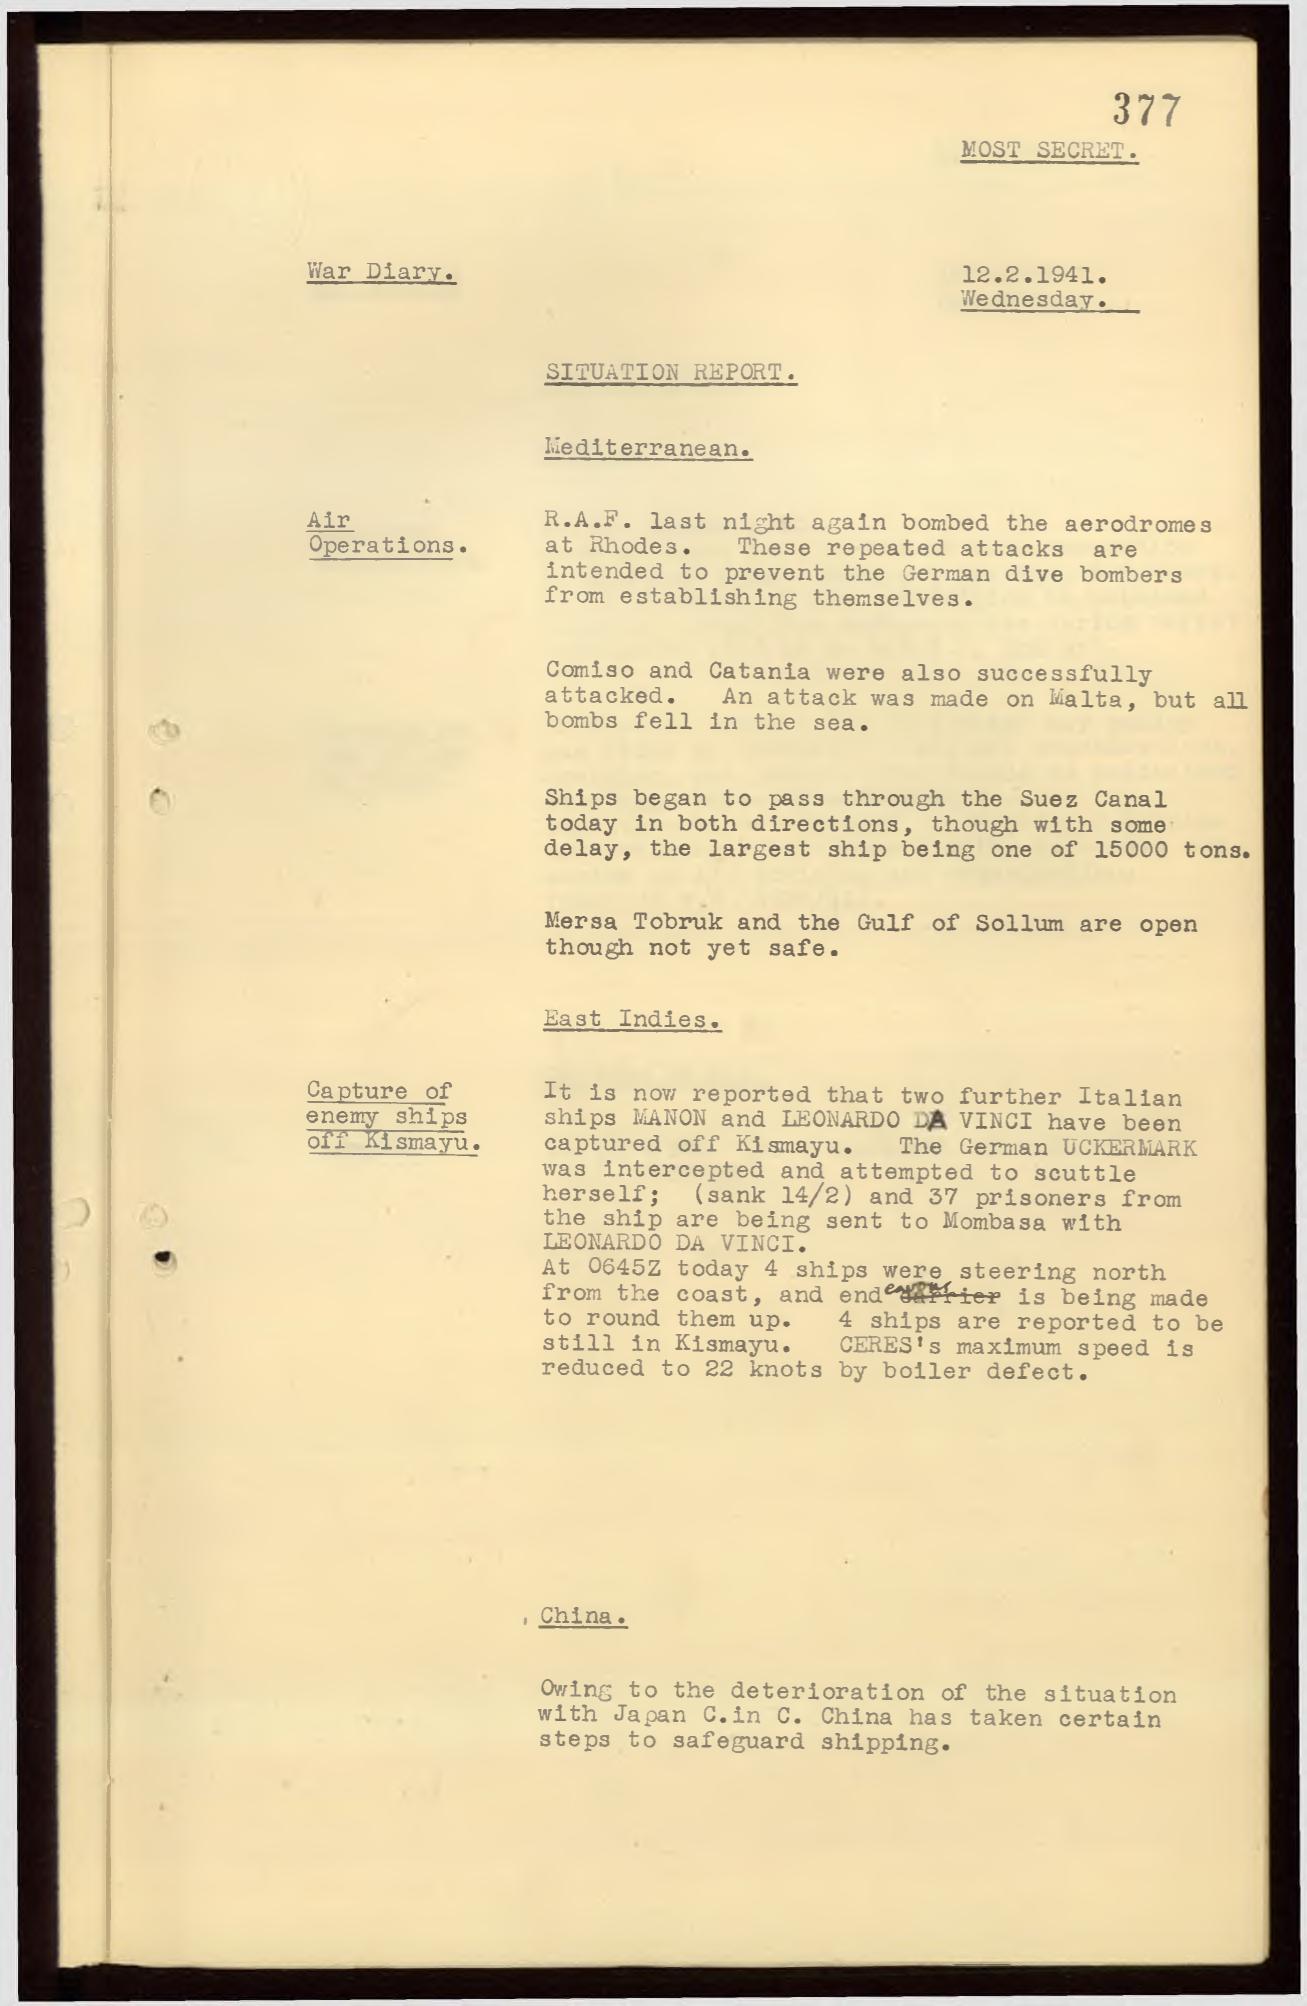 377
MOST SECRET.
War Diary.
12.2.1941.
Wednesday.
SITUATION REPORT.
Mediterranean.
Air
Operations.
R.A.F. last night again bombed the aerodromes
at Rhodes. These repeated attacks are
intended to prevent the German dive bombers
from establishing themselves.
Comiso and Catania were also successfully
attacked. An attack was made on Malta, but all
bombs fell in the sea.
Ships began to pass through the Suez Canal
today in both directions, though with some
delay, the largest ship being one of 15000 tons.
Mersa Tobruk and the Gulf of Sollum are open
though not yet safe.
East Indies.
Capture of
enemy ships
off Kismayu.
It is now reported that two further Italian
ships MANON and LEONARDO DA VINCI have been
captured off Kismayu. The German UCKERMARK
was intercepted and attempted to scuttle
herself; (sank 14/2) and 37 prisoners from
the ship are being sent to Mombasa with
LEONARDO DA VINCI.
At 0645Z today 4 ships were steering north
from the coast, and end carrier is being made
to round them up. 4 ships are reported to be
still in Kismayu. CERES's maximum speed is
reduced to 22 knots by boiler defect.
China.
Owing to the deterioration of the situation
with Japan C.in C. China has taken certain
steps to safeguard shipping.